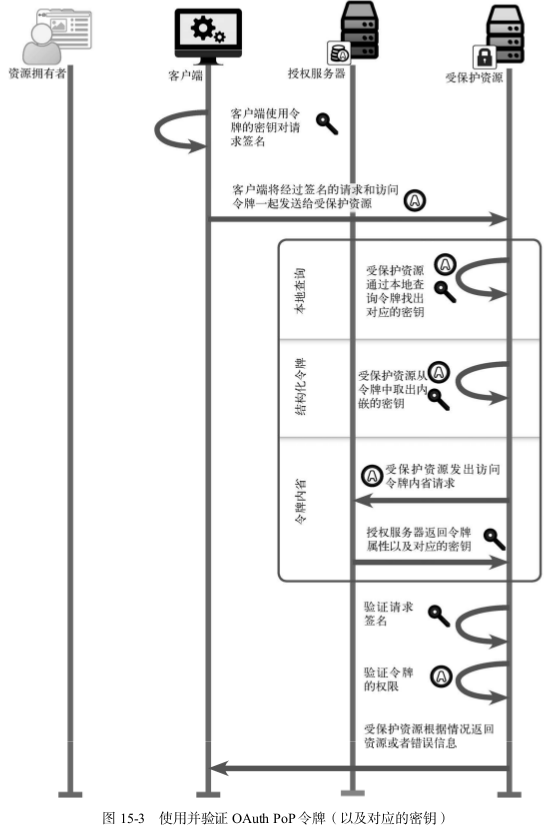 资源拥有者
客户端
授权服务器
受保护资源
客户端使用令
牌的密钥对请
求签名
客户端将经过签名的请求和访问
令牌一起发送给受保护资源
本地查询
受保护资源
通过本地查
询令牌找出
对应的密钥
结构化令牌
受保护资源从
令牌中取出内
嵌的密钥
令牌内省
受保护资源发出访问
令牌内省请求
授权服务器返回令牌
属性以及对应的密钥
验证请求
签名
验证令牌
的权限
受保护资源根据情况返回
资源或者错误信息
图 15-3 使用并验证 OAuth PoP 令牌（以及对应的密钥）